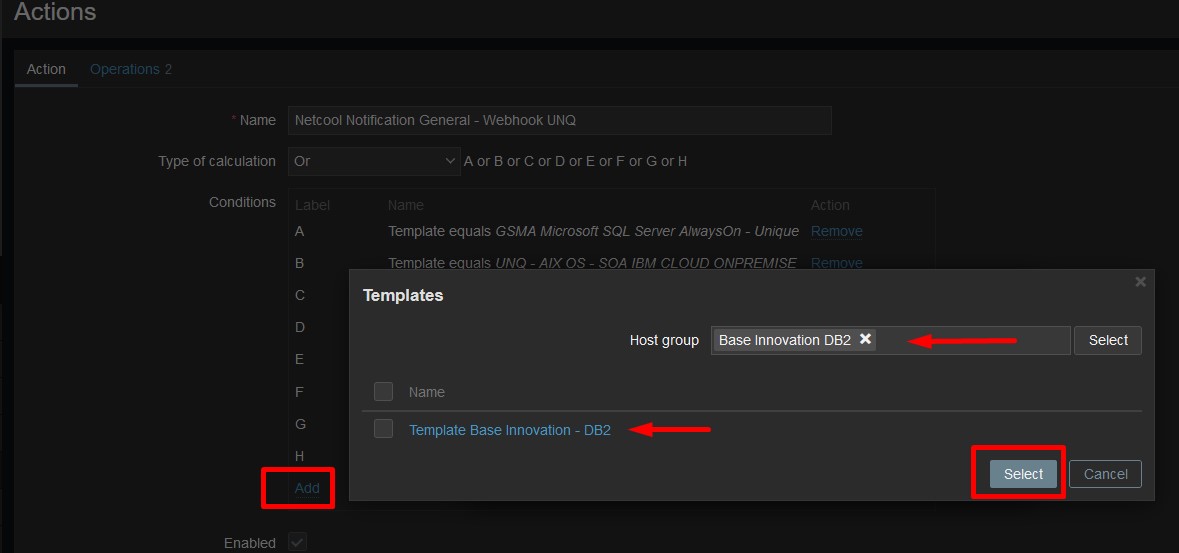 Actions
Action Operations 2
* Name Netcool Notification General - Webhook UNQ
Type of calculation Or A or B or C or D or E or F or G or H
Conditions Label Name Action
A Template equals GSMA Microsoft SQL Server AlwaysOn - Unique Remove
B Template equals UNQ - AIX OS - SOA IBM CLOUD ONPREMISE Remove
C
D
E
F
G
H
Add
Enabled
Templates
Host group Base Innovation DB2 Select
Name
Template Base Innovation - DB2
Select Cancel